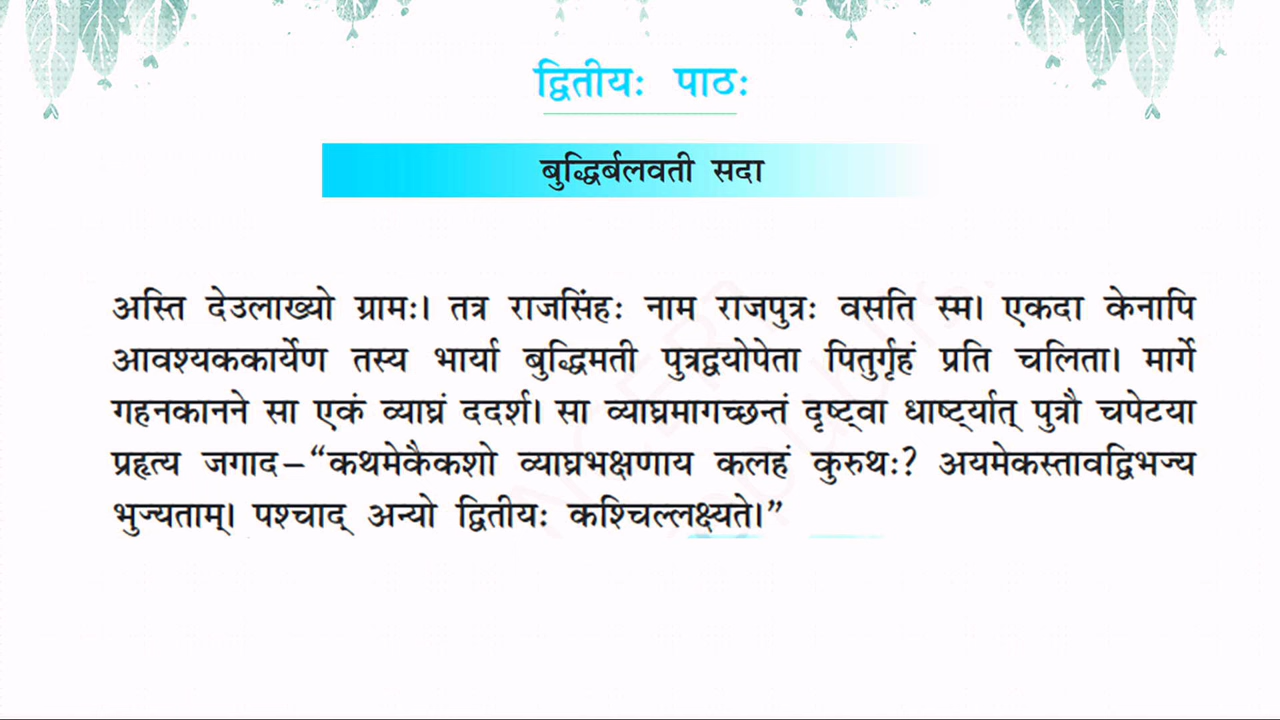 द्वितीयः पाठः
बुद्धिर्बलवती सदा
अस्ति देउलाख्यो ग्रामः। तत्र राजसिंहः नाम राजपुत्रः वसति स्म। एकदा केनापि
आवश्यककार्येण तस्य भार्या बुद्धिमती पुत्रद्वयोपेता पितुर्गृहं प्रति चलिता। मार्गे
गहनकानने सा एकं व्याघ्रं ददर्श। सा व्याघ्रमागच्छन्तं दृष्ट्वा धार्ष्ट्यात् पुत्रौ चपेटया
प्रहृत्य जगाद–“कथमेकैकशो व्याघ्रभक्षणाय कलहं कुरुथः? अयमेकस्तावद्विभज्य
भुज्यताम्। पश्चाद् अन्यो द्वितीयः कश्चिल्लक्ष्यते।”